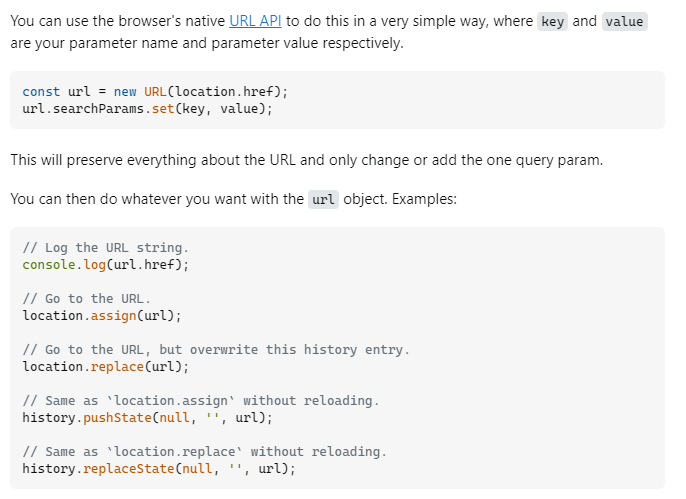 You can use the browser's native URL API to do this in a very simple way, where key and value
are your parameter name and parameter value respectively.
const url = new URL(location.href);
url.searchParams.set(key, value);
This will preserve everything about the URL and only change or add the one query param.
You can then do whatever you want with the url object. Examples:
// Log the URL string.
console.log(url.href);
// Go to the URL.
location.assign(url);
// Go to the URL, but overwrite this history entry.
location.replace(url);
// Same as `location.assign` without reloading.
history.pushState(null, '', url);
// Same as `location.replace` without reloading.
history.replaceState(null, '', url);